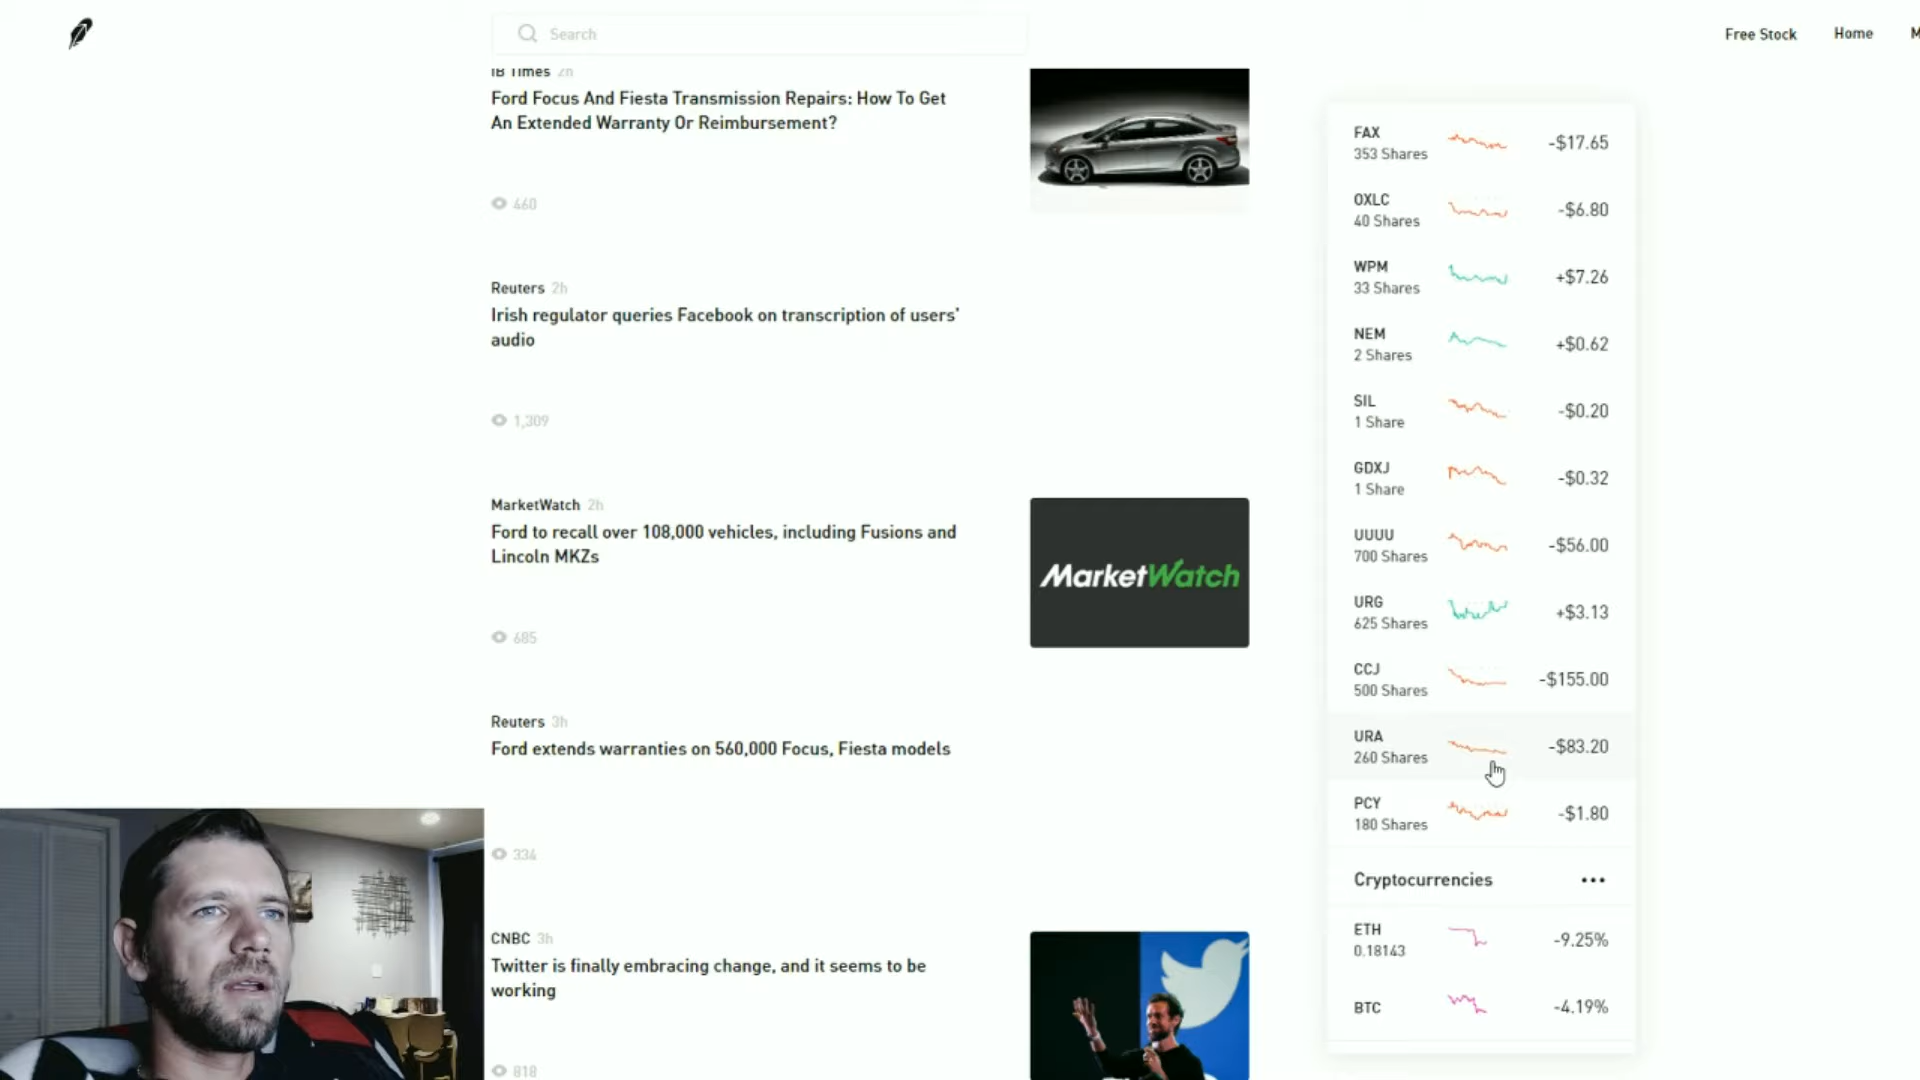 Search
Free Stock
Home
M
IB Times 2h
Ford Focus And Fiesta Transmission Repairs: How To Get
An Extended Warranty Or Reimbursement?
460
Reuters 2h
Irish regulator queries Facebook on transcription of users'
audio
1,309
MarketWatch 2h
Ford to recall over 108,000 vehicles, including Fusions and
Lincoln MKZs
MarketWatch
685
Reuters 3h
Ford extends warranties on 560,000 Focus, Fiesta models
334
CNBC 3h
Twitter is finally embracing change, and it seems to be
working
818
FAX
353 Shares
-$17.65
OXLC
40 Shares
-$6.80
WPM
33 Shares
+$7.26
NEM
2 Shares
+$0.62
SIL
1 Share
-$0.20
GDXJ
1 Share
-$0.32
UUUU
700 Shares
-$56.00
URG
625 Shares
+$3.13
CCJ
500 Shares
-$155.00
URA
260 Shares
-$83.20
PCY
180 Shares
-$1.80
Cryptocurrencies
ETH
0.18143
-9.25%
BTC
-4.19%